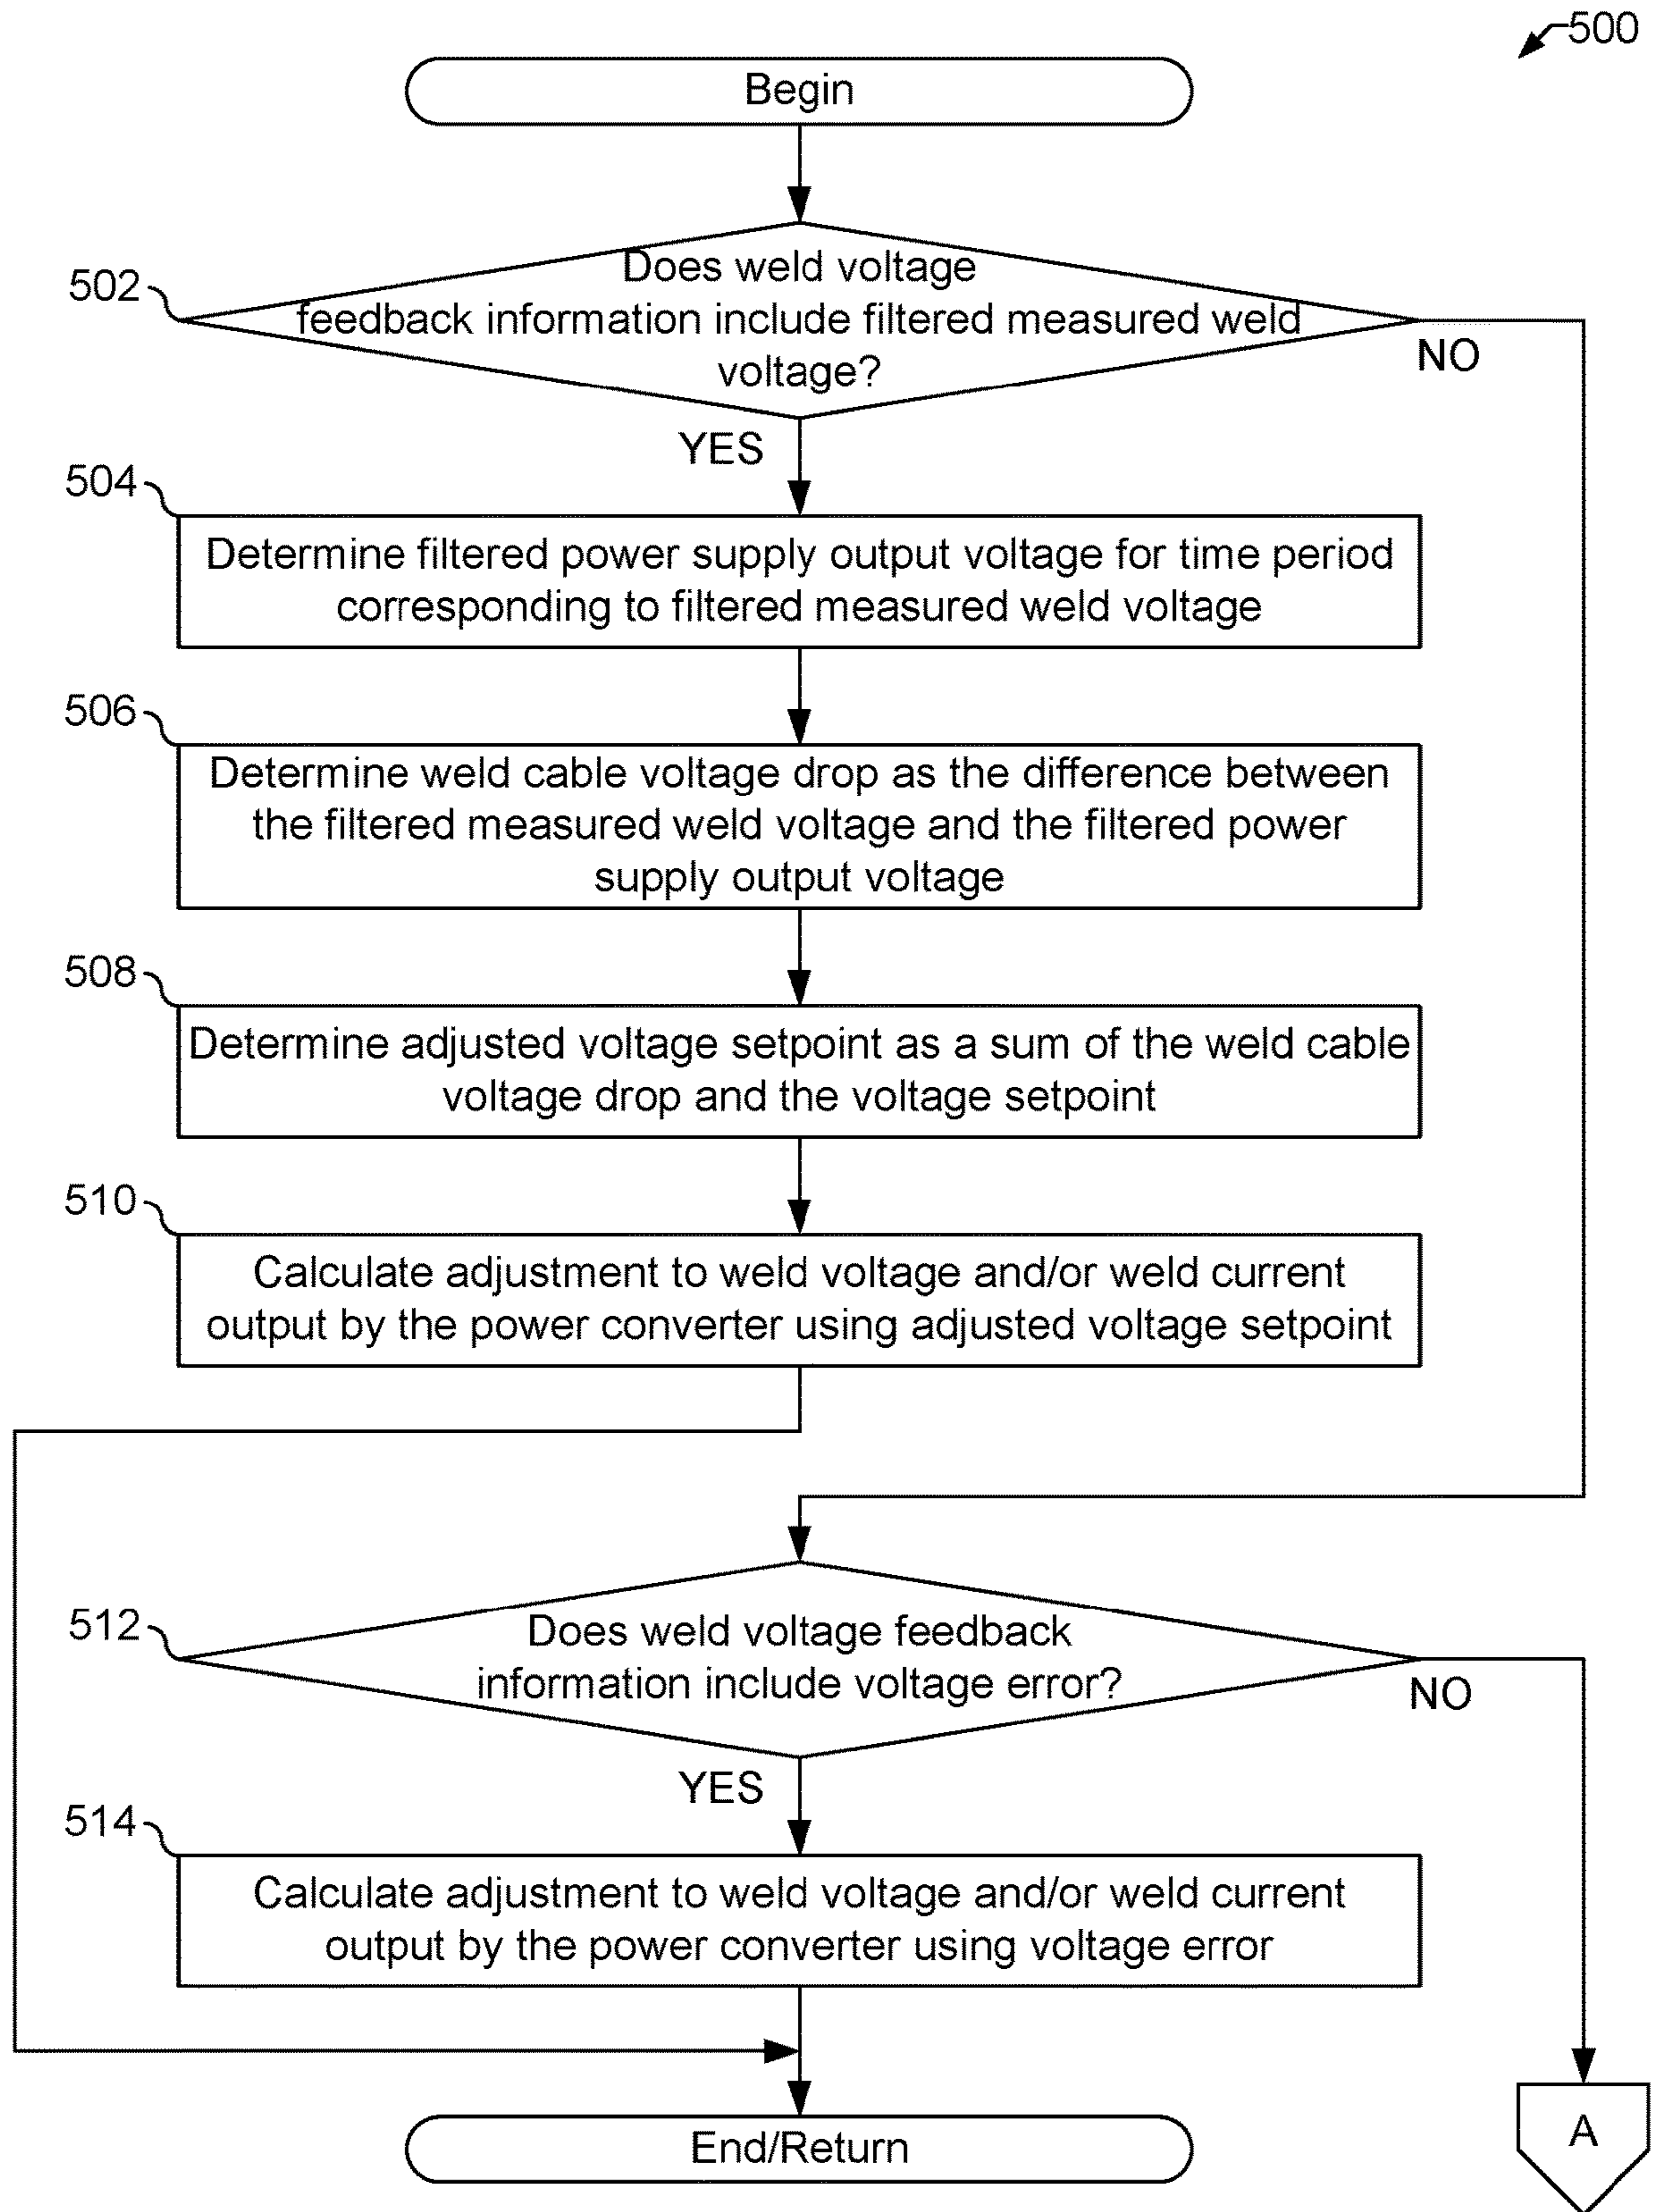 500
Begin
502
Does weld voltage
feedback information include filtered measured weld
voltage?
NO
YES
504
Determine filtered power supply output voltage for time period
corresponding to filtered measured weld voltage
506
Determine weld cable voltage drop as the difference between
the filtered measured weld voltage and the filtered power
supply output voltage
508
Determine adjusted voltage setpoint as a sum of the weld cable
voltage drop and the voltage setpoint
510
Calculate adjustment to weld voltage and/or weld current
output by the power converter using adjusted voltage setpoint
512
Does weld voltage feedback
information include voltage error?
NO
YES
514
Calculate adjustment to weld voltage and/or weld current
output by the power converter using voltage error
End/Return
A